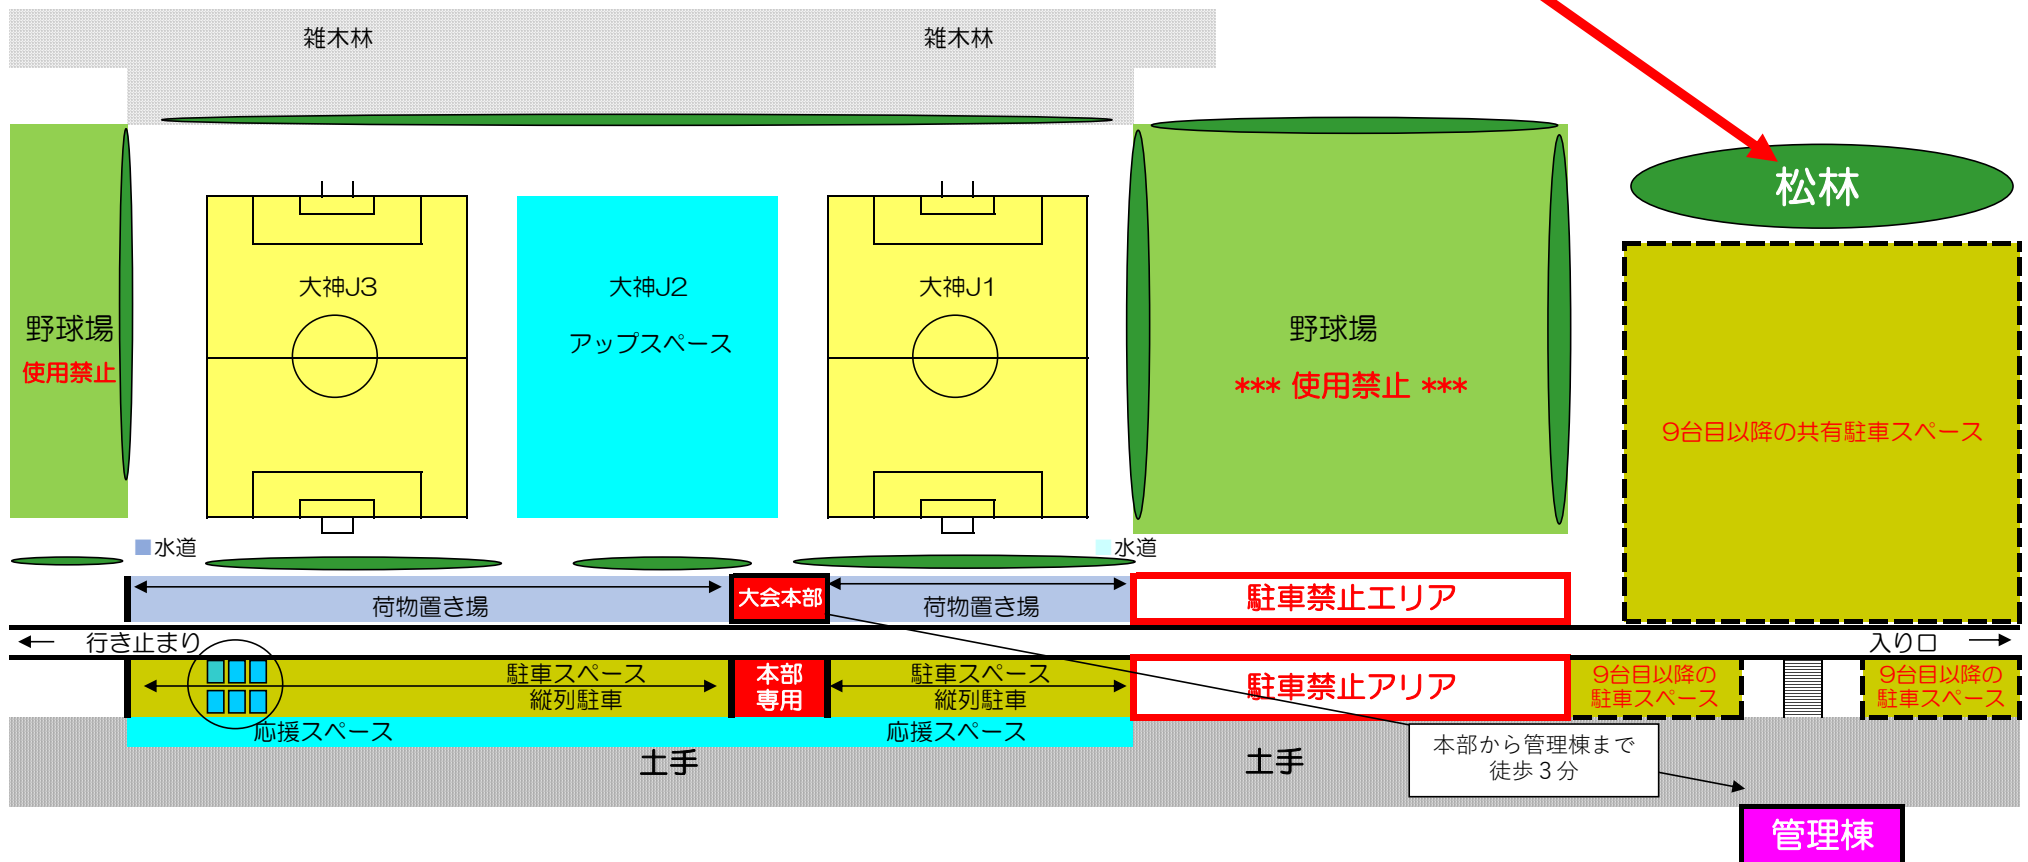 雑木林
雑木林
松林
大神J3
大神J2
大神J1
アップスペース
野球場
使用禁止
野球場
*** 使用禁止 ***
9台目以降の共有駐車スペース
水道
水道
荷物置き場
大会本部
荷物置き場
駐車禁止エリア
行き止まり
入り口
駐車スペース
縦列駐車
本部
専用
駐車スペース
縦列駐車
駐車禁止アリア
9台目以降の
駐車スペース
9台目以降の
駐車スペース
応援スペース
応援スペース
土手
土手
本部から管理棟まで
徒歩３分
管理棟